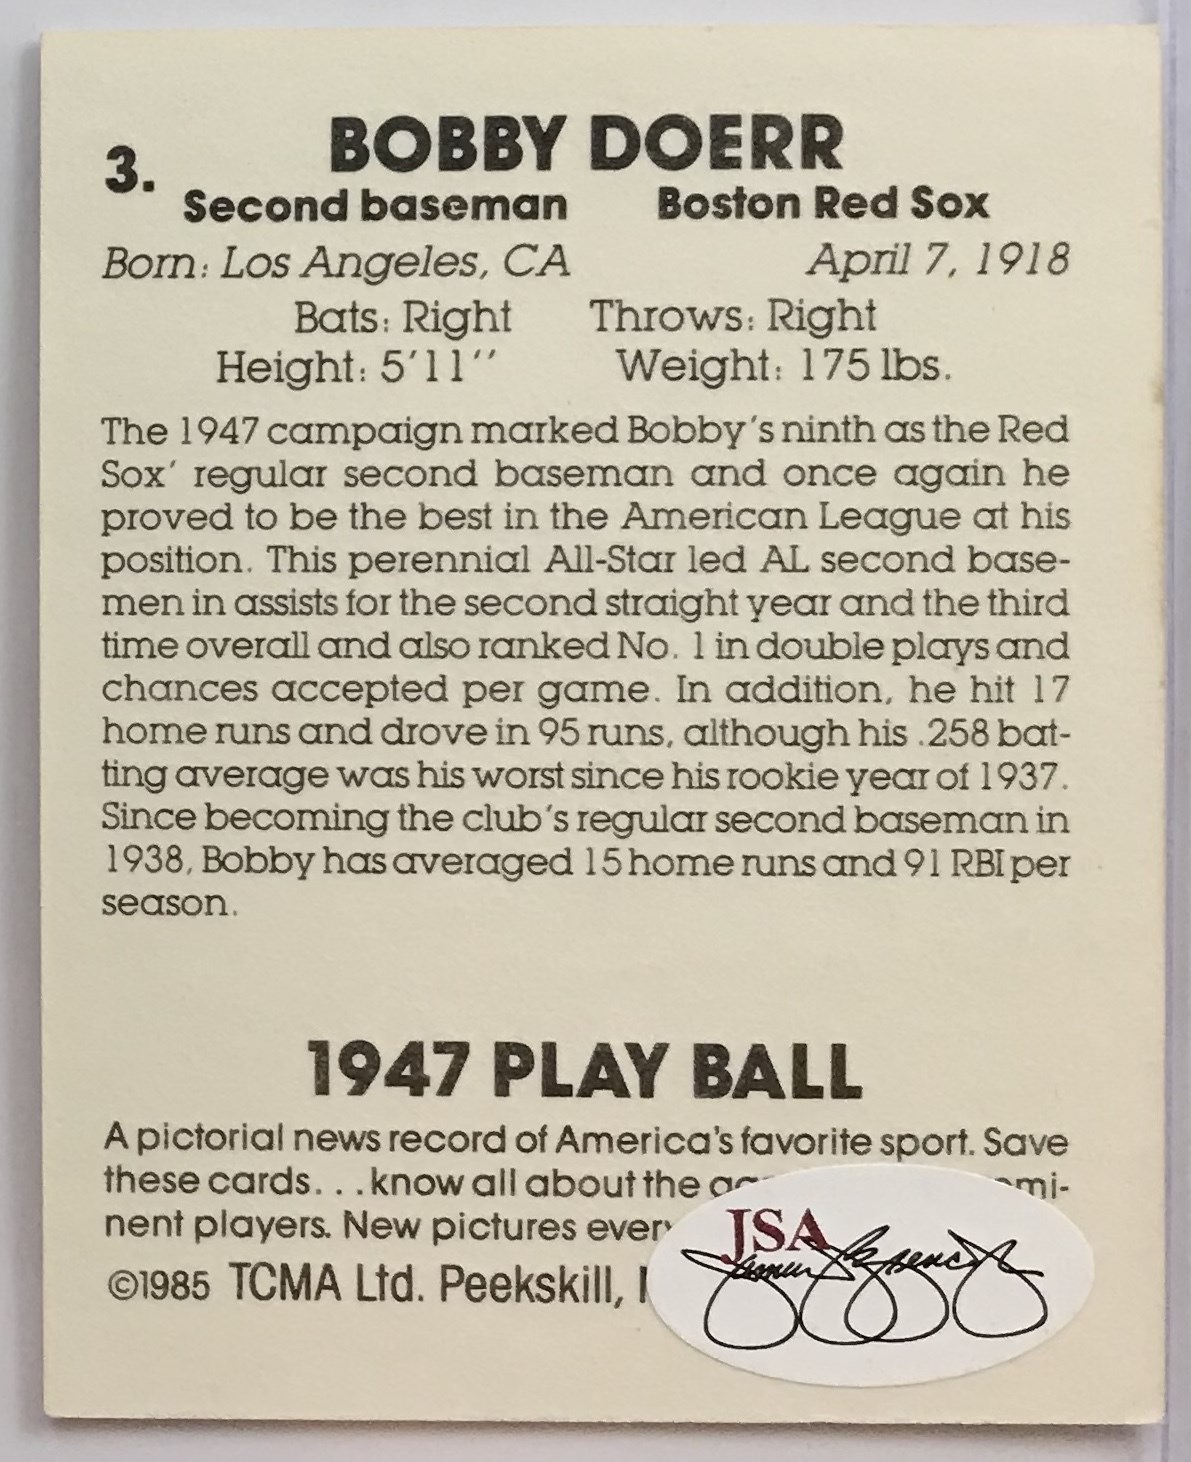 3.
BOBBY DOERR
Second baseman Boston Red Sox
Born: Los Angeles, CA April 7, 1918
Bats: Right Throws: Right
Height: 5'11'' Weight: 175 lbs.
The 1947 campaign marked Bobby's ninth as the Red
Sox' regular second baseman and once again he
proved to be the best in the American League at his
position. This perennial All-Star led AL second base-
men in assists for the second straight year and the third
time overall and also ranked No. 1 in double plays and
chances accepted per game. In addition, he hit 17
home runs and drove in 95 runs, although his .258 bat-
ting average was his worst since his rookie year of 1937.
Since becoming the club's regular second baseman in
1938, Bobby has averaged 15 home runs and 91 RBI per
season.
1947 PLAY BALL
A pictorial news record of America's favorite sport. Save
these cards. . .know all about the
nent players. New pictures every
©1985 TCMA Ltd. Peekskill,
JSA